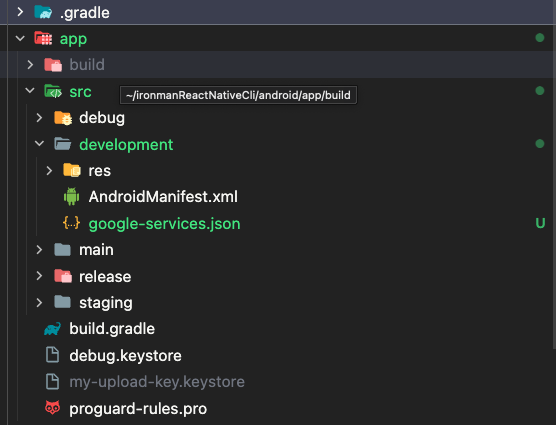 .gradle
app
build
src
~/ironmanReactNativeCli/android/app/build
debug
development
res
AndroidManifest.xml
google-services.json U
main
release
staging
build.gradle
debug.keystore
my-upload-key.keystore
proguard-rules.pro